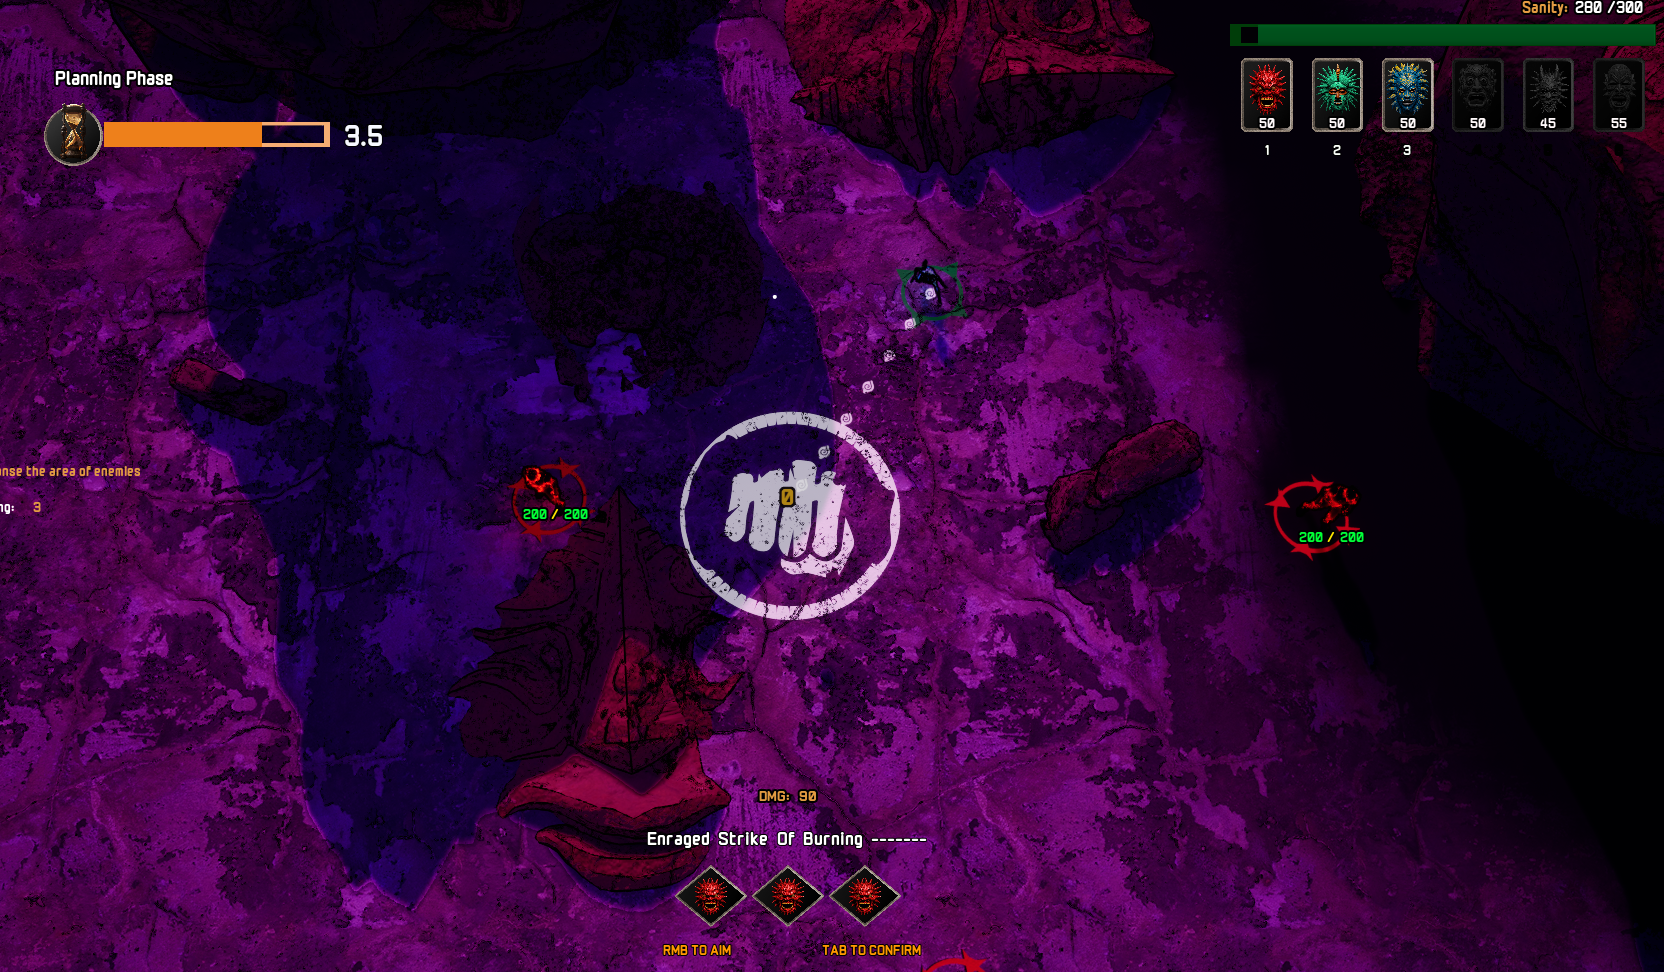 Sanity: 280 /300
Planning Phase
3.5
50 50 50 50 45 55
1 2 3
nse the area of enemies
ng: 3
0
200 / 200
200 / 200
DMG: 90
Enraged Strike Of Burning -------
RMB TO AIM TAB TO CONFIRM